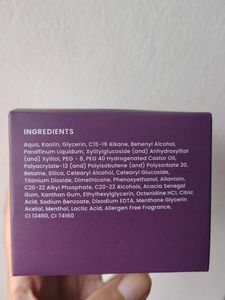 INGREDIENTS
Aqua, Kaolin, Glycerin, C15-19 Alkane, Behenyl Alcohol,
Paraffinum Liquidum, Xylitylglucoside (and) Anhydroxylitol
(and) Xylitol, PEG - 8, PEG 40 Hydrogenated Castor Oil,
Polyacrylate-13 (and) Polyisobutene (and) Polysorbate 20,
Betaine, Silica, Cetearyl Alcohol, Cetearyl Glucoside,
Titanium Dioxide, Dimethicone, Phenoxyethanol, Allantoin,
C20-22 Alkyl Phosphate, C20-22 Alcohols, Acacia Senegal
Gum, Xanthan Gum, Ethylhexylglycerin, Octenidine HCl, Citric
Acid, Sodium Benzoate, Disodium EDTA, Menthone Glycerin
Acetal, Menthol, Lactic Acid, Allergen Free Fragrance,
CI 12490, CI 74160